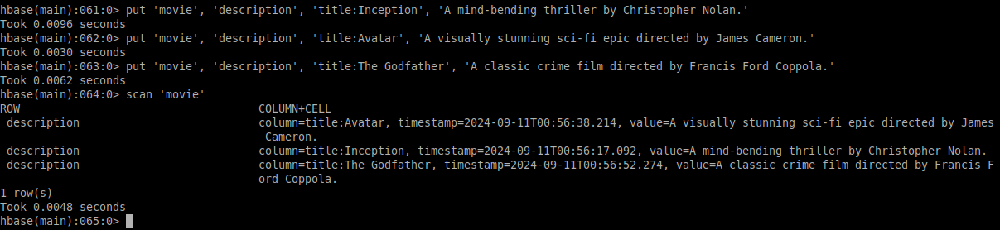 hbase(main):061:0> put 'movie', 'description', 'title:Inception', 'A mind-bending thriller by Christopher Nolan.'
Took 0.0096 seconds
hbase(main):062:0> put 'movie', 'description', 'title:Avatar', 'A visually stunning sci-fi epic directed by James Cameron.'
Took 0.0030 seconds
hbase(main):063:0> put 'movie', 'description', 'title:The Godfather', 'A classic crime film directed by Francis Ford Coppola.'
Took 0.0062 seconds
hbase(main):064:0> scan 'movie'
ROW                                   COLUMN+CELL
 description                          column=title:Avatar, timestamp=2024-09-11T00:56:38.214, value=A visually stunning sci-fi epic directed by James
                                       Cameron.
 description                          column=title:Inception, timestamp=2024-09-11T00:56:17.092, value=A mind-bending thriller by Christopher Nolan.
 description                          column=title:The Godfather, timestamp=2024-09-11T00:56:52.274, value=A classic crime film directed by Francis F
                                      ord Coppola.
1 row(s)
Took 0.0048 seconds
hbase(main):065:0>